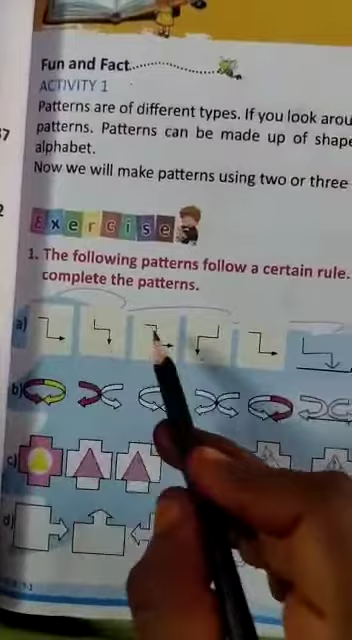 Fun and Fact
ACTIVITY 1
Patterns are of different types. If you look arou
patterns. Patterns can be made up of shape
alphabet.
Now we will make patterns using two or three
Exercise
1. The following patterns follow a certain rule.
complete the patterns.
a)
b)
c)
d)